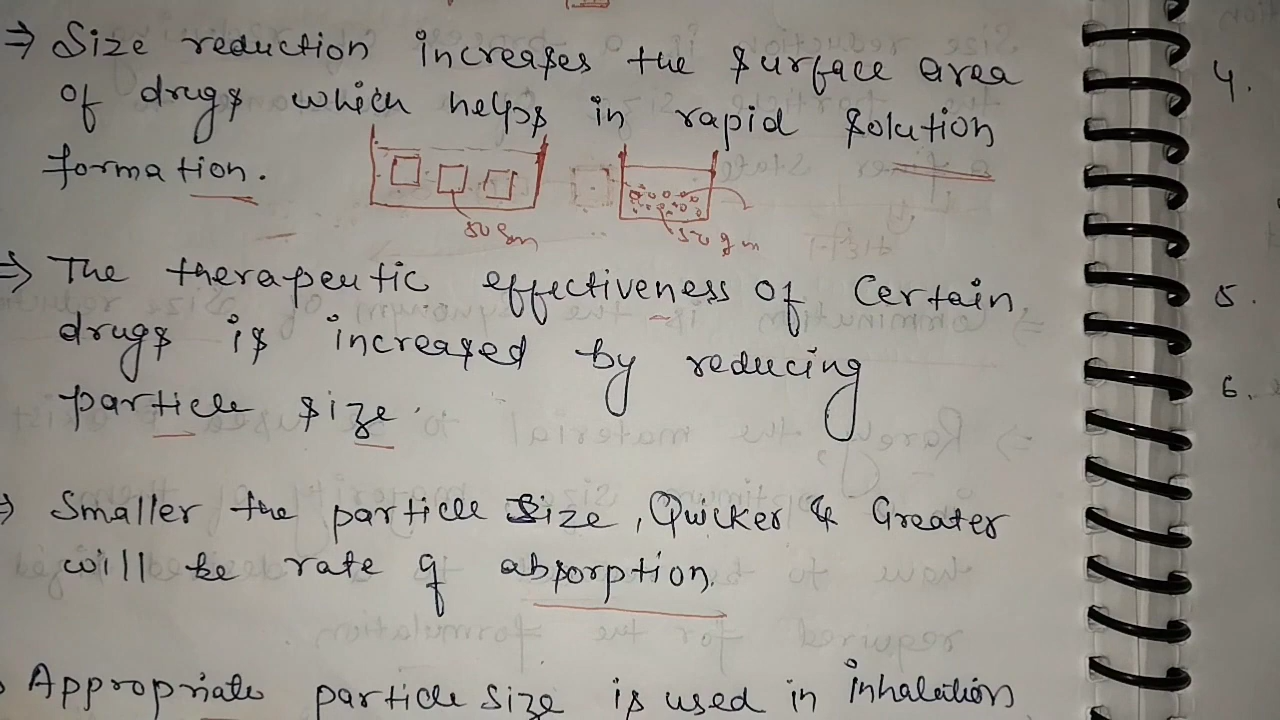 ⇒ Size reduction increases the surface area
of drugs which helps in rapid solution
formation.
50 gm
50 gm
⇒ The therapeutic effectiveness of Certain
drugs is increased by reducing
particle size.
⇒ Smaller the particle size, Quicker & Greater
will be rate of absorption.
Appropriate particle size is used in inhalation
4.
5.
6.